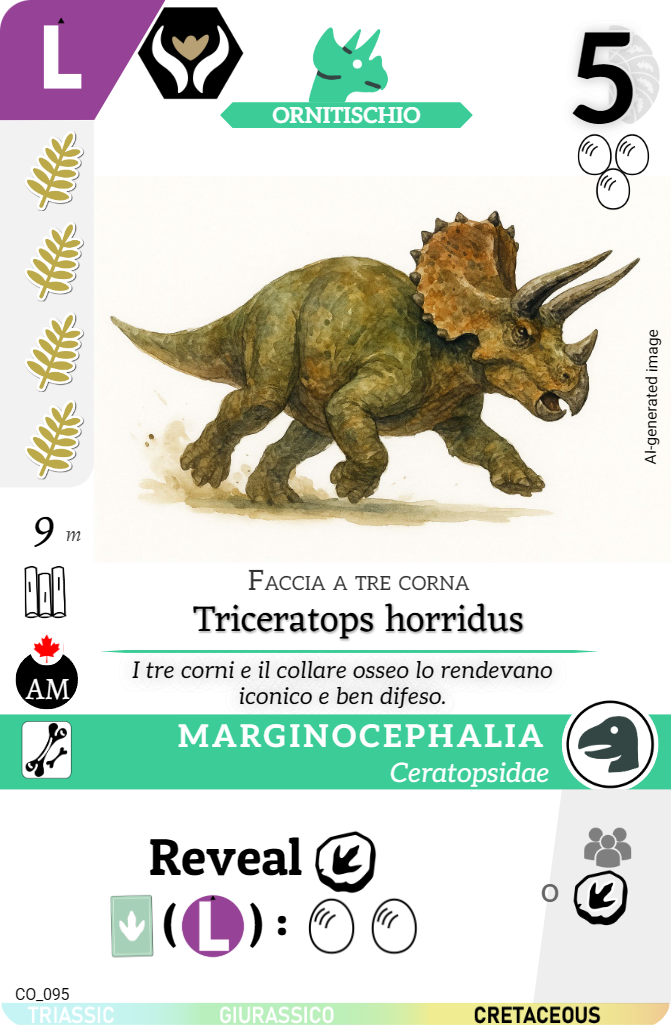 L
ORNITISCHIO
5
AI-generated image
9 m
FACCIA A TRE CORNA
Triceratops horridus
I tre corni e il collare osseo lo rendevano
iconico e ben difeso.
AM
MARGINOCEPHALIA
Ceratopsidae
Reveal
(L):
O
CO_095
TRIASSIC
GIURASSICO
CRETACEOUS